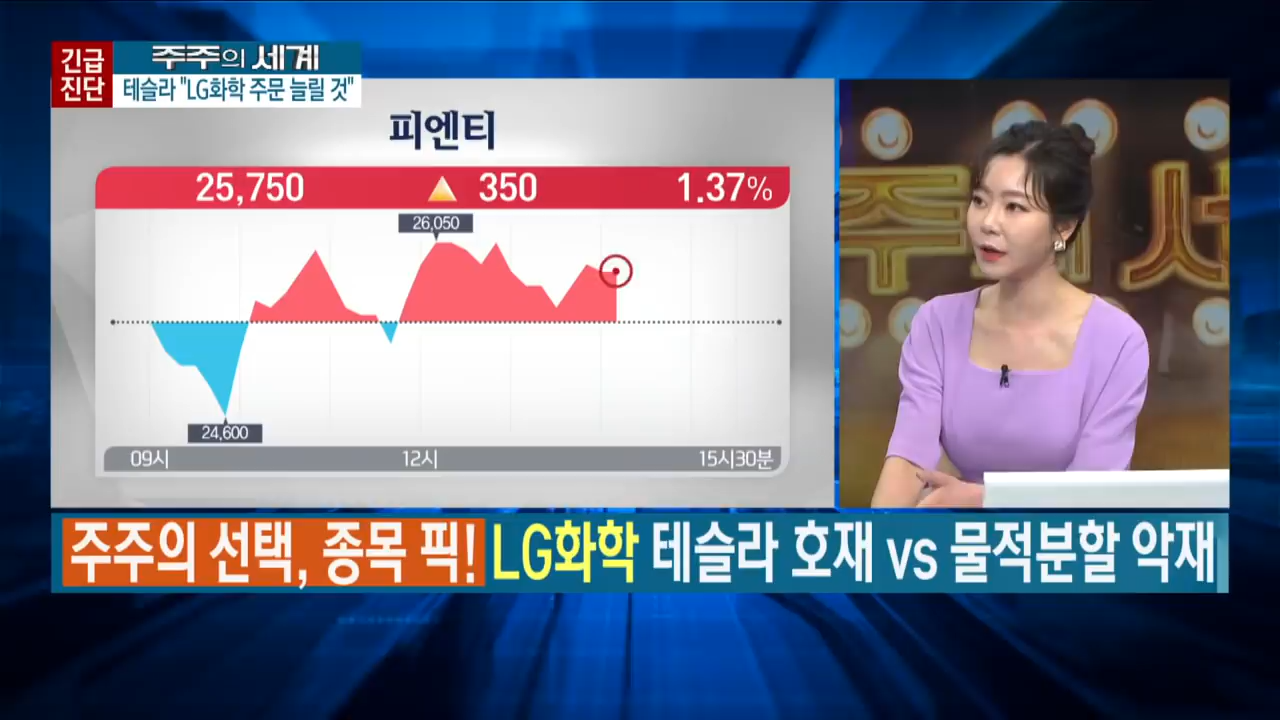 긴급
진단
주주의 세계
테슬라 "LG화학 주문 늘릴 것"
피엔티
25,750 ▲ 350 1.37%
26,050
24,600
09시 12시 15시30분
주주의 선택, 종목 픽! LG화학 테슬라 호재 vs 물적분할 악재
주의 세